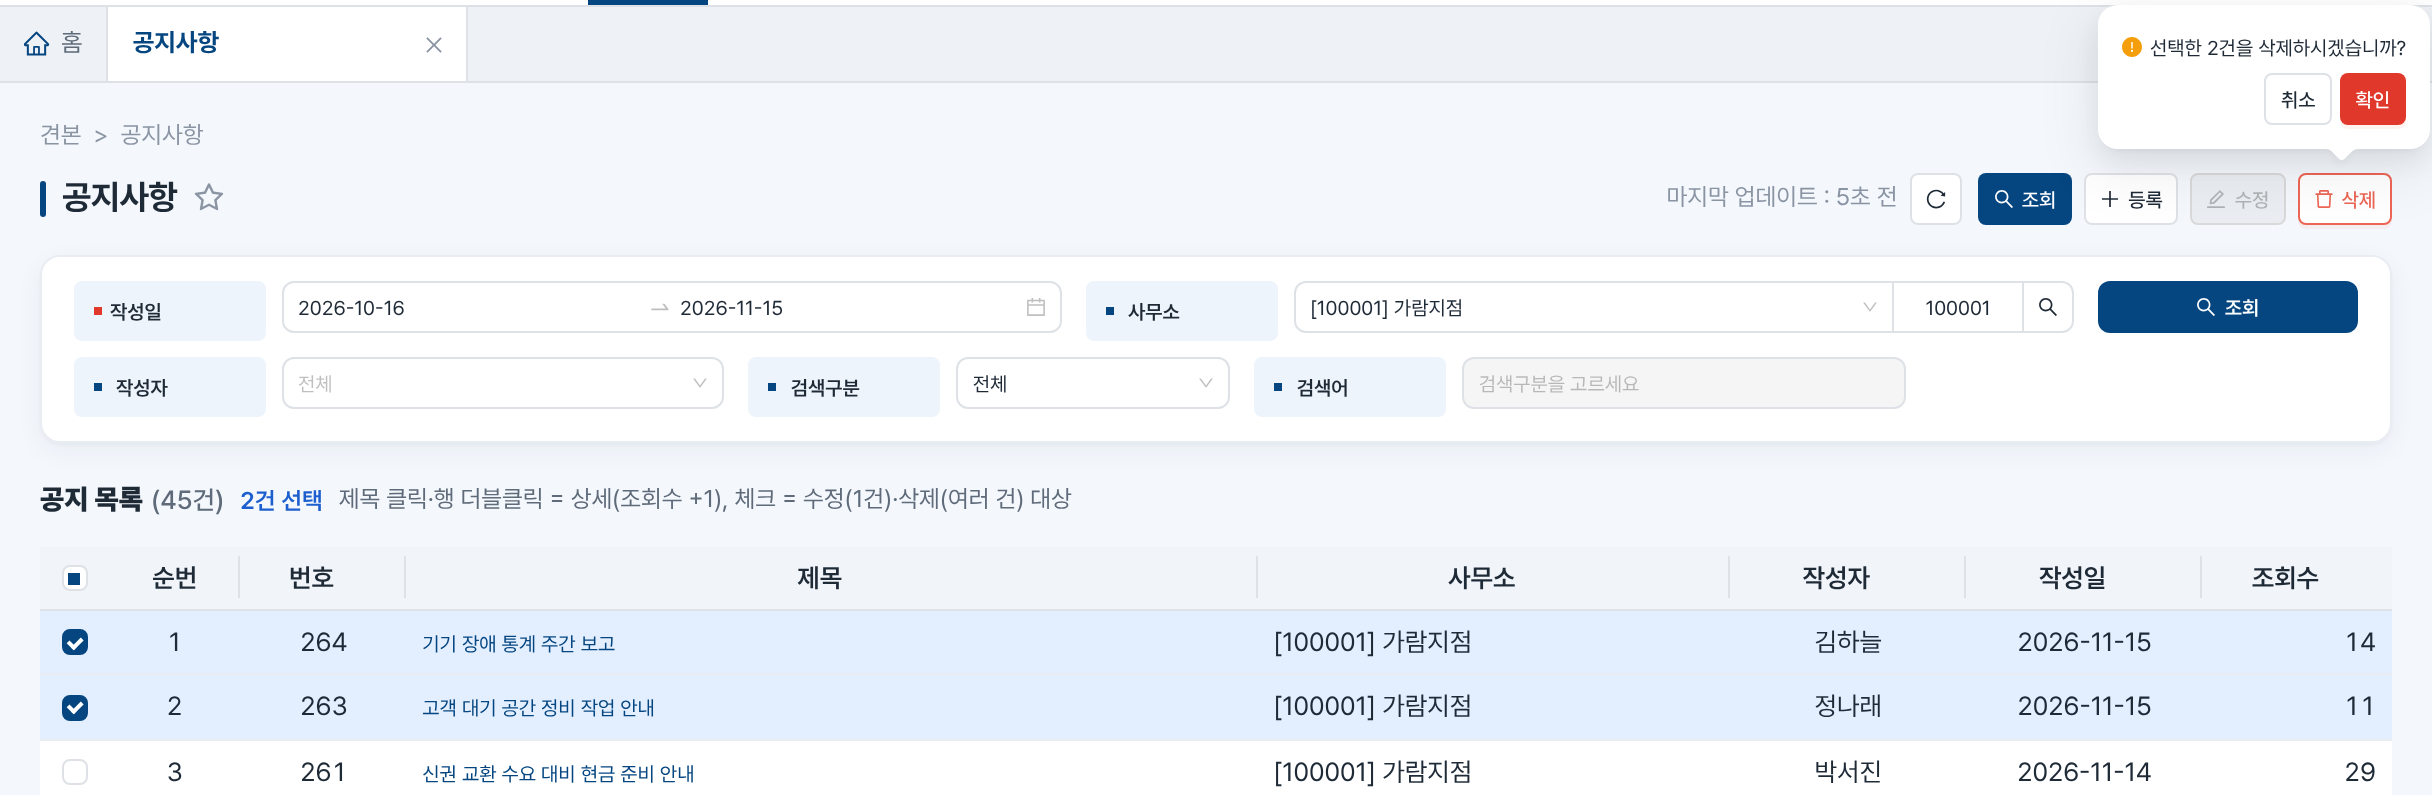 홈
공지사항
선택한 2건을 삭제하시겠습니까?
취소 확인
견본 > 공지사항
공지사항
마지막 업데이트 : 5초 전 조회 등록 수정 삭제
작성일 2026-10-16 2026-11-15 사무소 [100001] 가람지점 100001 조회
작성자 전체 검색구분 전체 검색어 검색구분을 고르세요
공지 목록 (45건) 2건 선택 제목 클릭·행 더블클릭 = 상세(조회수 +1), 체크 = 수정(1건)·삭제(여러 건) 대상
순번 번호 제목 사무소 작성자 작성일 조회수
1 264 기기 장애 통계 주간 보고 [100001] 가람지점 김하늘 2026-11-15 14
2 263 고객 대기 공간 정비 작업 안내 [100001] 가람지점 정나래 2026-11-15 11
3 261 신권 교환 수요 대비 현금 준비 안내 [100001] 가람지점 박서진 2026-11-14 29